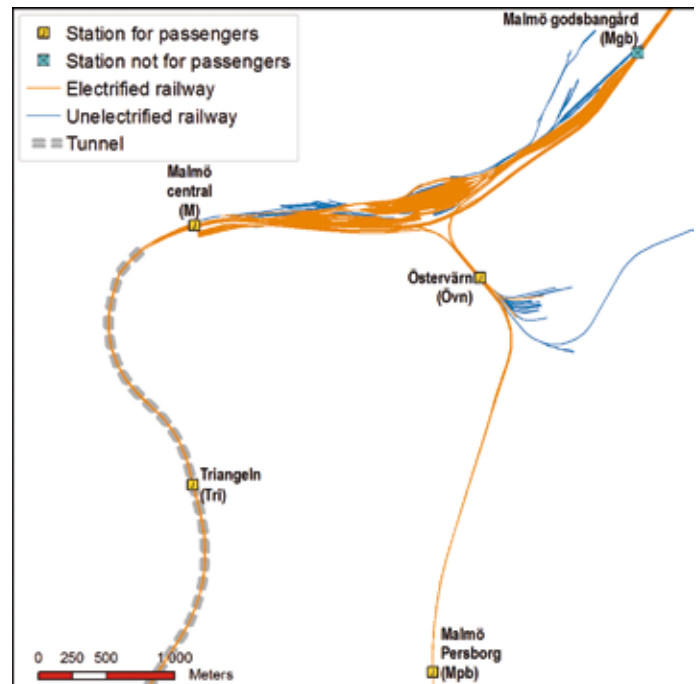 Station for passengers
Station not for passengers
Electrified railway
Unelectrified railway
Tunnel
Malmö godsbangård
(Mgb)
Malmö
central
(M)
Östervärn
(Övn)
Triangeln
(Tri)
Malmö
Persborg
(Mpb)
0 250 500 1 000
Meters